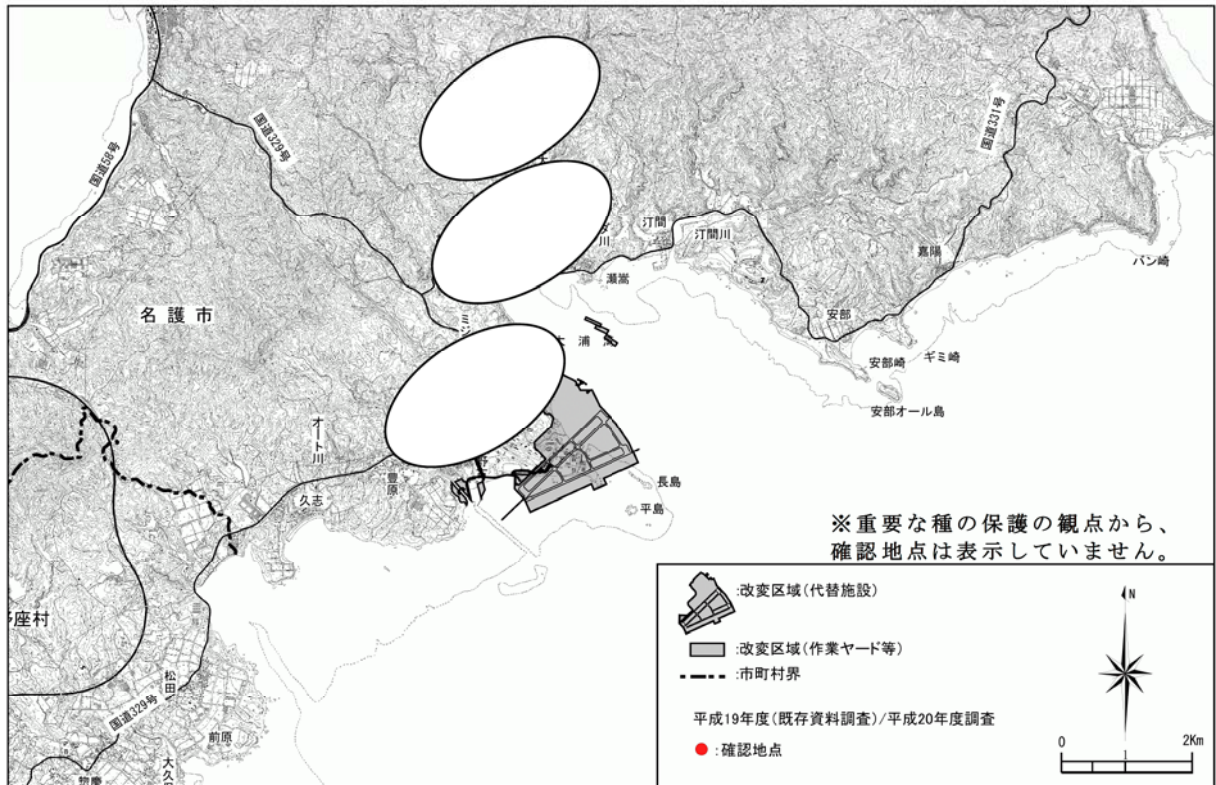 国道58号
国道329号
国道331号
名護市
汀間
汀間川
瀬嵩
嘉陽
バン崎
安部
安部崎
ギミ崎
安部オール島
オート川
豊原
久志
長島
平島
松田
国道329号
前原
※重要な種の保護の観点から、
確認地点は表示していません。
:改変区域(代替施設)
:改変区域(作業ヤード等)
:市町村界
平成19年度(既存資料調査)/平成20年度調査
:確認地点
N
0 1 2Km